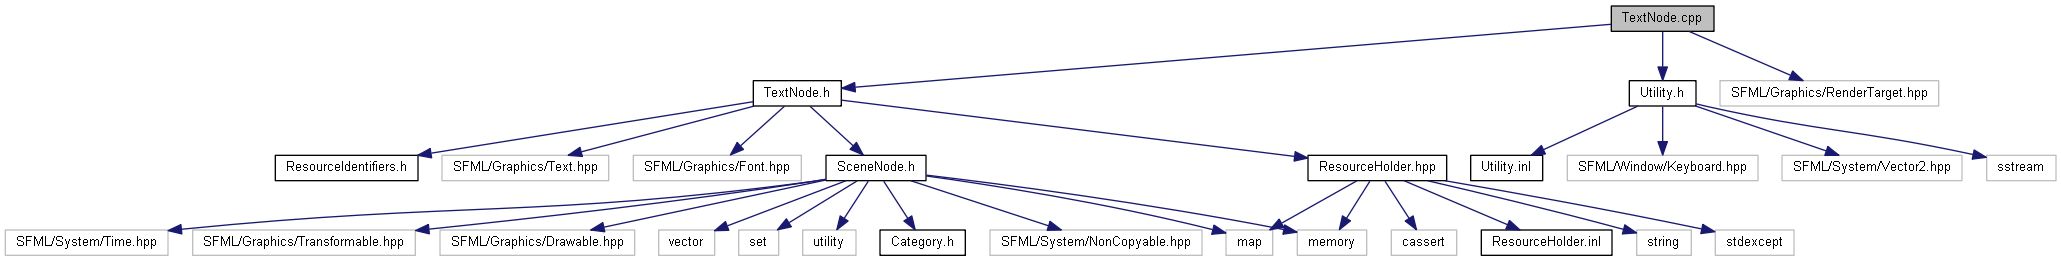 TextNode.cpp
TextNode.h
Utility.h
SFML/Graphics/RenderTarget.hpp
ResourceIdentifiers.h
SFML/Graphics/Text.hpp
SFML/Graphics/Font.hpp
SceneNode.h
ResourceHolder.hpp
Utility.inl
SFML/Window/Keyboard.hpp
SFML/System/Vector2.hpp
sstream
SFML/System/Time.hpp
SFML/Graphics/Transformable.hpp
SFML/Graphics/Drawable.hpp
vector
set
utility
Category.h
SFML/System/NonCopyable.hpp
map
memory
cassert
ResourceHolder.inl
string
stdexcept